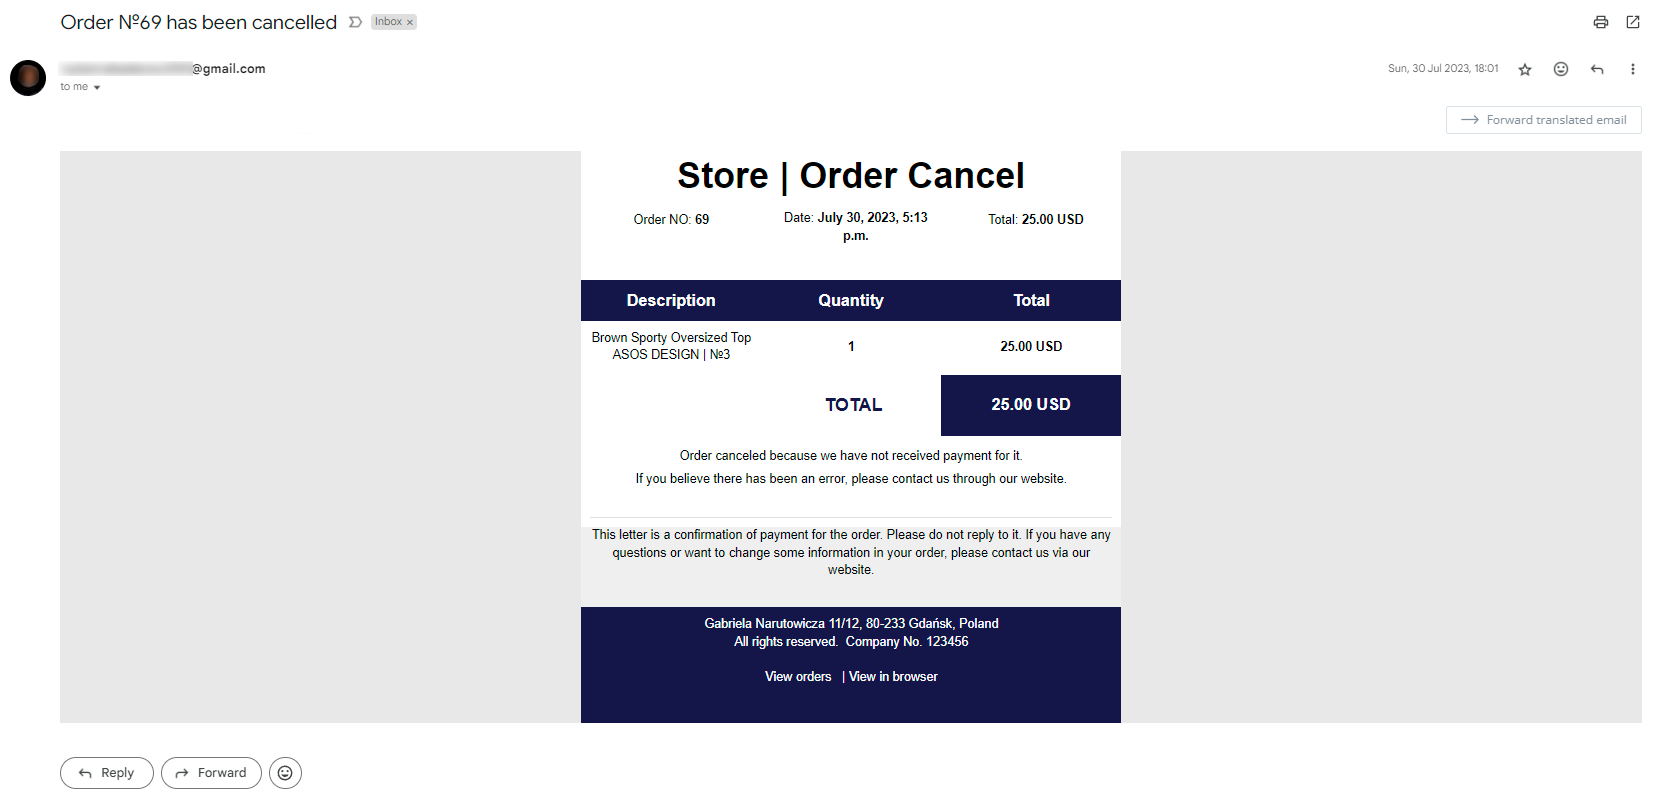 Order №69 has been cancelled
Inbox ×
@gmail.com
Sun, 30 Jul 2023, 18:01
to me
Forward translated email
Store | Order Cancel
Order NO: 69
Date: July 30, 2023, 5:13
p.m.
Total: 25.00 USD
Description Quantity Total
Brown Sporty Oversized Top
ASOS DESIGN | №3
1
25.00 USD
TOTAL 25.00 USD
Order canceled because we have not received payment for it.
If you believe there has been an error, please contact us through our website.
This letter is a confirmation of payment for the order. Please do not reply to it. If you have any
questions or want to change some information in your order, please contact us via our
website.
Gabriela Narutowicza 11/12, 80-233 Gdańsk, Poland
All rights reserved. Company No. 123456
View orders | View in browser
Reply Forward